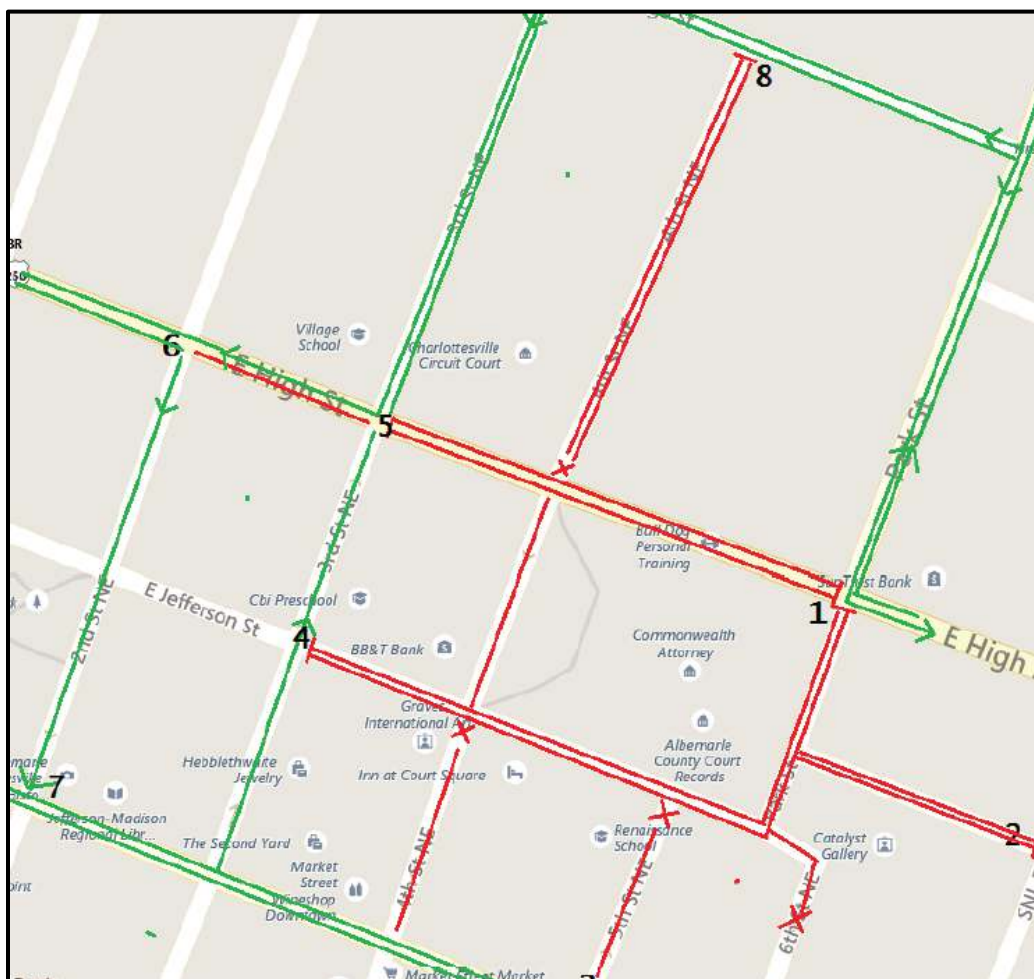 8
BR
250
3rd St NE
4th St NE
Village
School
Charlottesville
Circuit Court
6
E High St
5
4th St NE
Park St
Bull Dog
Personal
Training
SunTrust Bank
1
3rd St NE
Cbi Preschool
E Jefferson St
4
BB&T Bank
Commonwealth
Attorney
E High
2nd St NE
Graves
International Art
Inn at Court Square
Albemarle
County Court
Records
Hebblethwaite
Jewelry
7
Jefferson-Madison
Regional Libr...
The Second Yard
Renaissance
School
Catalyst
Gallery
2
Market
Street
Wineshop
Downtown
4th St NE
5th St NE
6th St NE
oint
Market Street Market